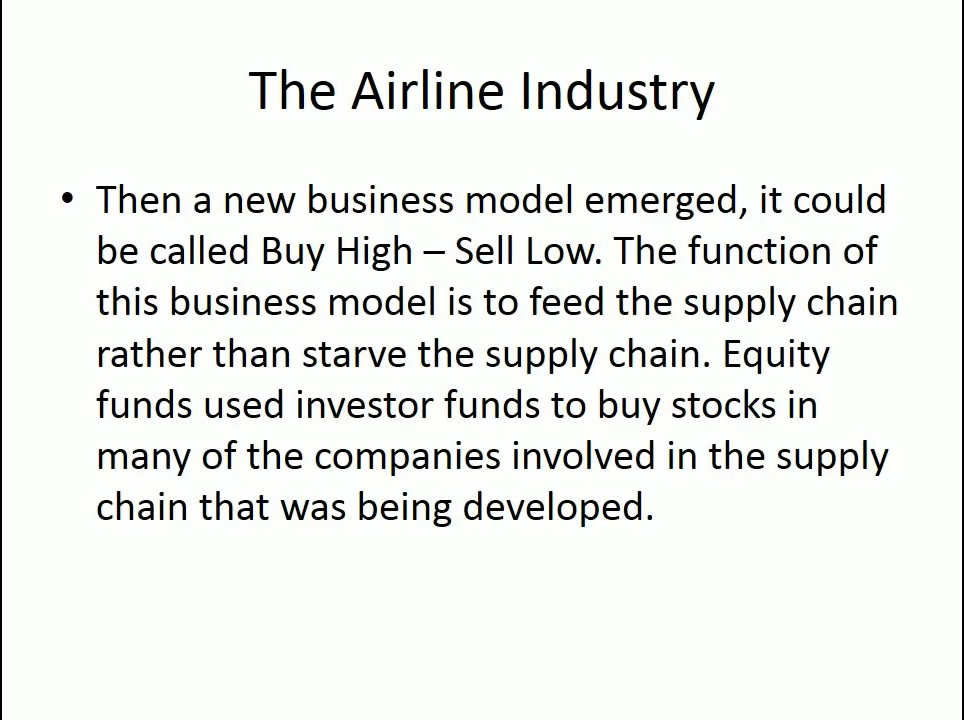 The Airline Industry
• Then a new business model emerged, it could
be called Buy High – Sell Low. The function of
this business model is to feed the supply chain
rather than starve the supply chain. Equity
funds used investor funds to buy stocks in
many of the companies involved in the supply
chain that was being developed.